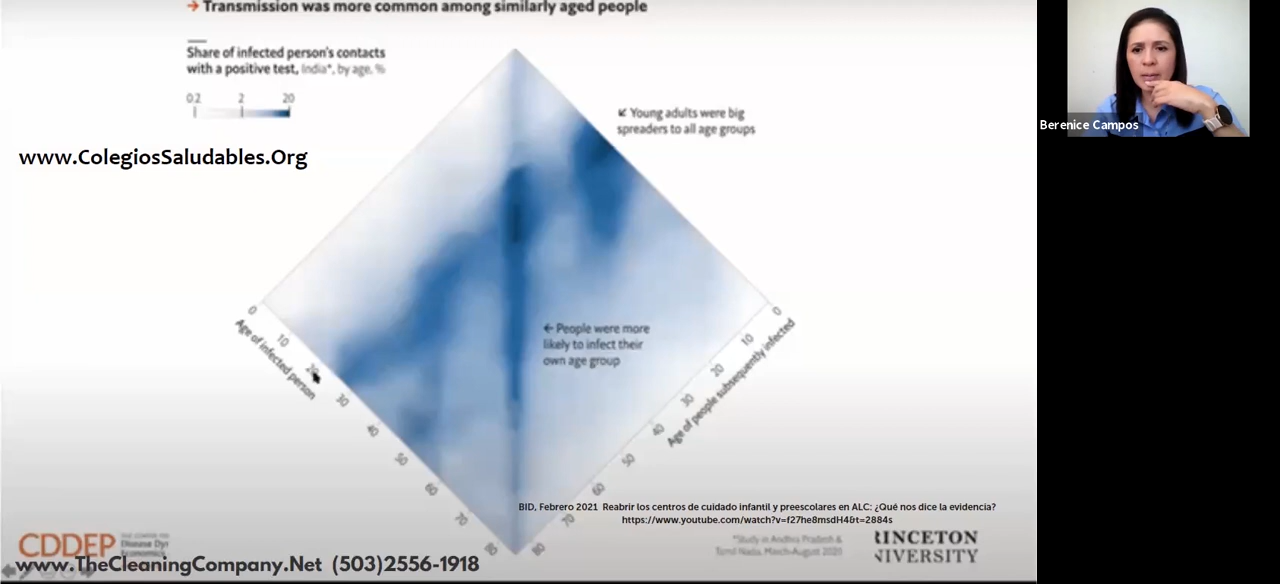 → Transmission was more common among similarly aged people
Share of infected person's contacts
with a positive test, India*, by age, %
0.2 2 20
↙ Young adults were big
spreaders to all age groups
www.ColegiosSaludables.Org
Berenice Campos
← People were more
likely to infect their
own age group
0
10
20
30
40
50
60
70
80
Age of infected person
0
10
20
30
40
50
60
70
80
Age of people subsequently infected
BID, Febrero 2021 Reabrir los centros de cuidado infantil y preescolares en ALC: ¿Qué nos dice la evidencia?
https://www.youtube.com/watch?v=f27he8msdH4&t=2884s
*Study in Andhra Pradesh &
Tamil Nadu, March-August 2020
CDDEP
Disease Dy
Economics
RINCETON
NIVERSITY
www.TheCleaningCompany.Net (503)2556-1918